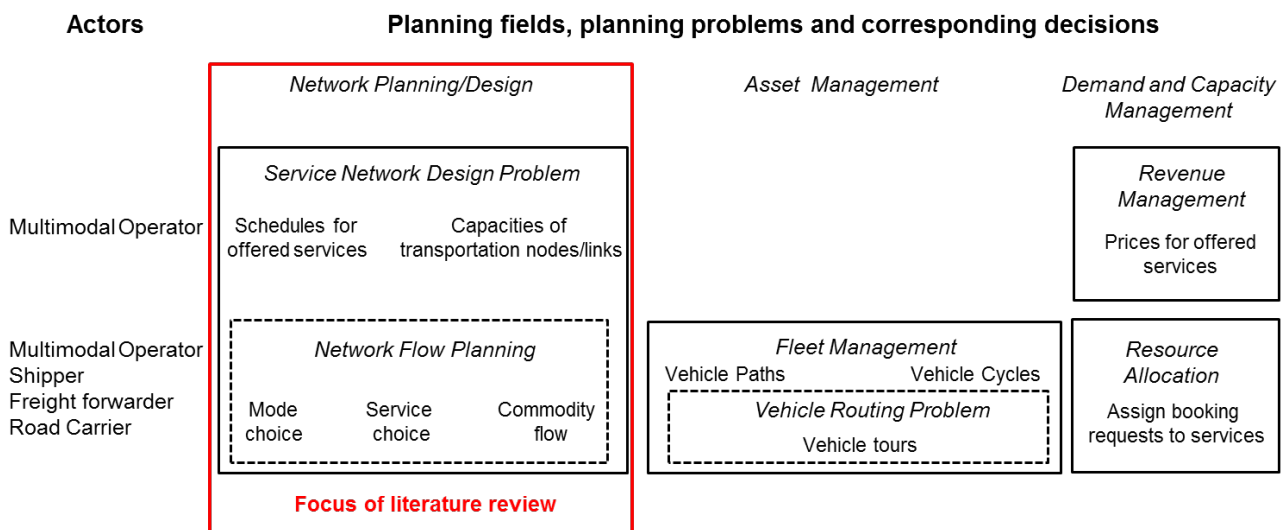 Actors
Planning fields, planning problems and corresponding decisions
Network Planning/Design
Asset Management
Demand and Capacity
Management
Service Network Design Problem
Revenue
Management
Multimodal Operator
Schedules for
offered services
Capacities of
transportation nodes/links
Prices for offered
services
Multimodal Operator
Shipper
Freight forwarder
Road Carrier
Network Flow Planning
Mode
choice
Service
choice
Commodity
flow
Fleet Management
Vehicle Paths
Vehicle Cycles
Vehicle Routing Problem
Vehicle tours
Resource
Allocation
Assign booking
requests to services
Focus of literature review